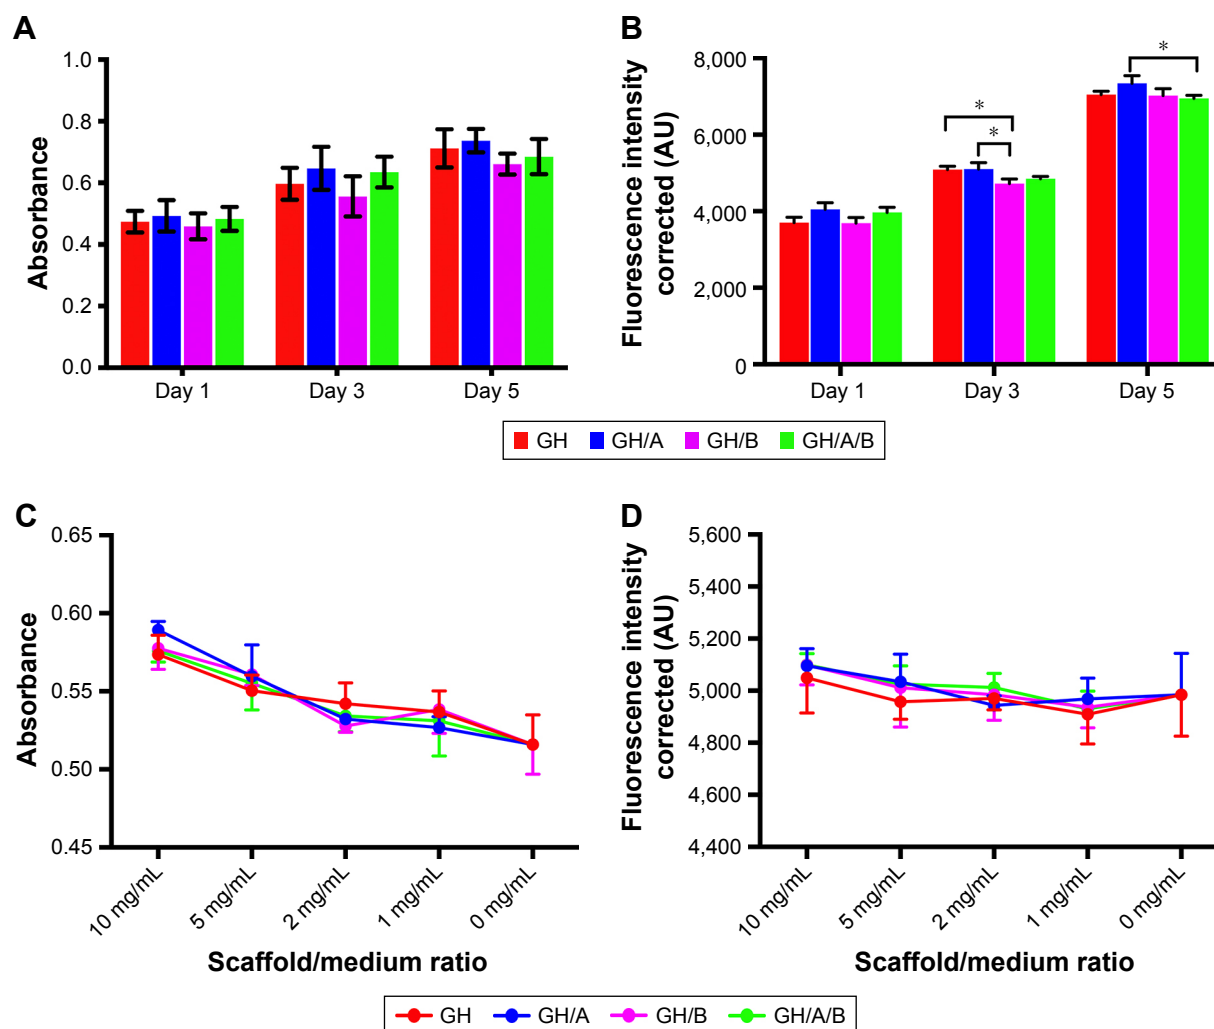 A
Absorbance
1.0
0.8
0.6
0.4
0.2
0.0
Day 1
Day 3
Day 5
B
Fluorescence intensity
corrected (AU)
8,000
6,000
4,000
2,000
0
*
*
*
Day 1
Day 3
Day 5
GH
GH/A
GH/B
GH/A/B
C
Absorbance
0.65
0.60
0.55
0.50
0.45
10 mg/mL
5 mg/mL
2 mg/mL
1 mg/mL
0 mg/mL
Scaffold/medium ratio
D
Fluorescence intensity
corrected (AU)
5,600
5,400
5,200
5,000
4,800
4,600
4,400
10 mg/mL
5 mg/mL
2 mg/mL
1 mg/mL
0 mg/mL
Scaffold/medium ratio
GH
GH/A
GH/B
GH/A/B